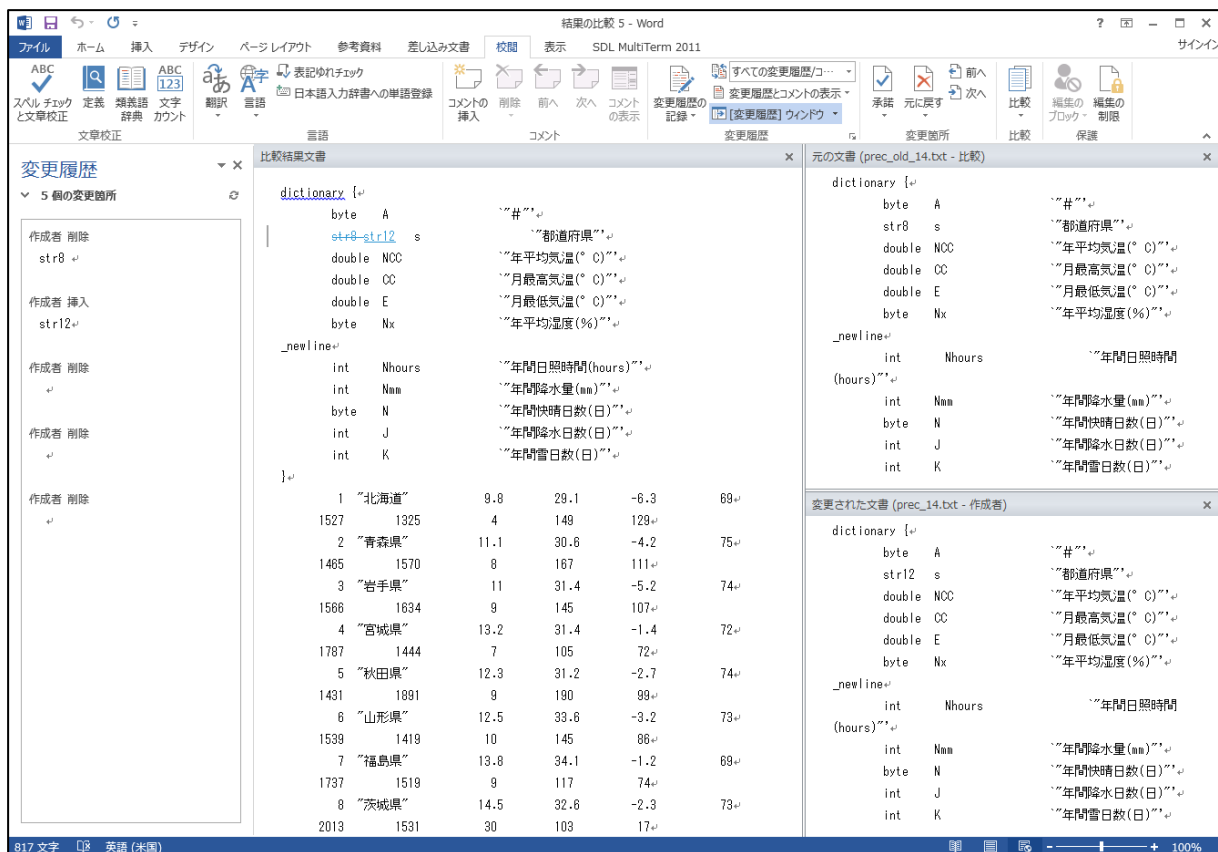 結果の比較 5 - Word
ファイル ホーム 挿入 デザイン ページ レイアウト 参考資料 差し込み文書 校閲 表示 SDL MultiTerm 2011 サインイン
ABC スペル チェックと文章校正
定義
類義語辞典
ABC 123 文字カウント
文章校正
翻訳
言語
表記ゆれチェック
日本語入力辞書への単語登録
言語
コメントの挿入
削除
前へ
次へ
コメントの表示
コメント
変更履歴の記録
すべての変更履歴/コ…
変更履歴とコメントの表示
[変更履歴] ウィンドウ
変更履歴
承諾
元に戻す
前へ
次へ
変更箇所
比較
比較
編集のブロック
編集の制限
保護
変更履歴
5 個の変更箇所
作成者 削除
str8
作成者 挿入
str12
作成者 削除
作成者 削除
作成者 削除
比較結果文書
dictionary {
byte A `"#"'
str8 str12 s `"都道府県"'
double NCC `"年平均気温(° C)"'
double CC `"月最高気温(° C)"'
double E `"月最低気温(° C)"'
byte Nx `"年平均湿度(%)"'
_newline
int Nhours `"年間日照時間(hours)"'
int Nmm `"年間降水量(mm)"'
byte N `"年間快晴日数(日)"'
int J `"年間降水日数(日)"'
int K `"年間雪日数(日)"'
}
1 "北海道" 9.8 29.1 -6.3 69
1527 1325 4 149 129
2 "青森県" 11.1 30.6 -4.2 75
1465 1570 8 167 111
3 "岩手県" 11 31.4 -5.2 74
1566 1634 9 145 107
4 "宮城県" 13.2 31.4 -1.4 72
1787 1444 7 105 72
5 "秋田県" 12.3 31.2 -2.7 74
1431 1891 9 190 99
6 "山形県" 12.5 33.6 -3.2 73
1539 1419 10 145 86
7 "福島県" 13.8 34.1 -1.2 69
1737 1519 9 117 74
8 "茨城県" 14.5 32.6 -2.3 73
2013 1531 30 103 17
元の文書 (prec_old_14.txt - 比較)
dictionary {
byte A `"#"'
str8 s `"都道府県"'
double NCC `"年平均気温(° C)"'
double CC `"月最高気温(° C)"'
double E `"月最低気温(° C)"'
byte Nx `"年平均湿度(%)"'
_newline
int Nhours `"年間日照時間
(hours)"'
int Nmm `"年間降水量(mm)"'
byte N `"年間快晴日数(日)"'
int J `"年間降水日数(日)"'
int K `"年間雪日数(日)"'
変更された文書 (prec_14.txt - 作成者)
dictionary {
byte A `"#"'
str12 s `"都道府県"'
double NCC `"年平均気温(° C)"'
double CC `"月最高気温(° C)"'
double E `"月最低気温(° C)"'
byte Nx `"年平均湿度(%)"'
_newline
int Nhours `"年間日照時間
(hours)"'
int Nmm `"年間降水量(mm)"'
byte N `"年間快晴日数(日)"'
int J `"年間降水日数(日)"'
int K `"年間雪日数(日)"'
817 文字 英語 (米国) 100%